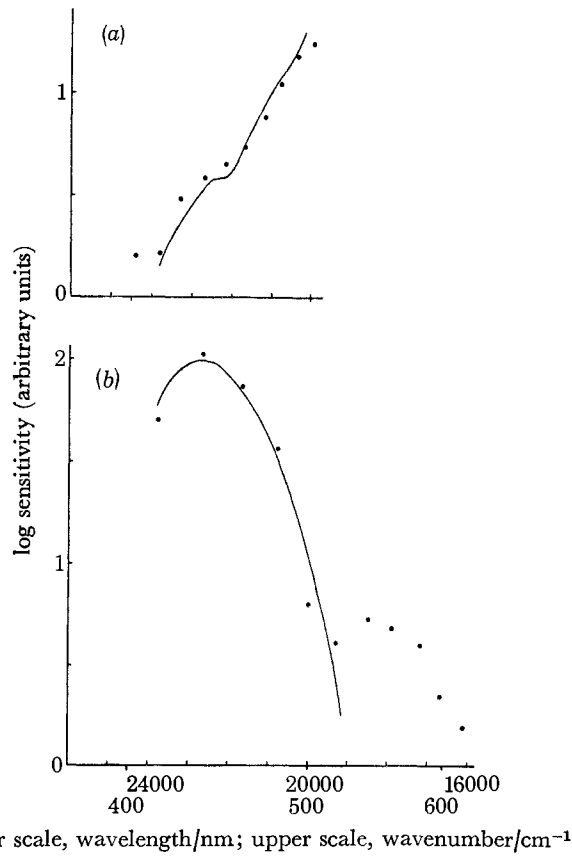 (a)
1
0
log sensitivity (arbitrary units)
(b)
2
1
0
24000 20000 16000
400 500 600
r scale, wavelength/nm; upper scale, wavenumber/cm⁻¹